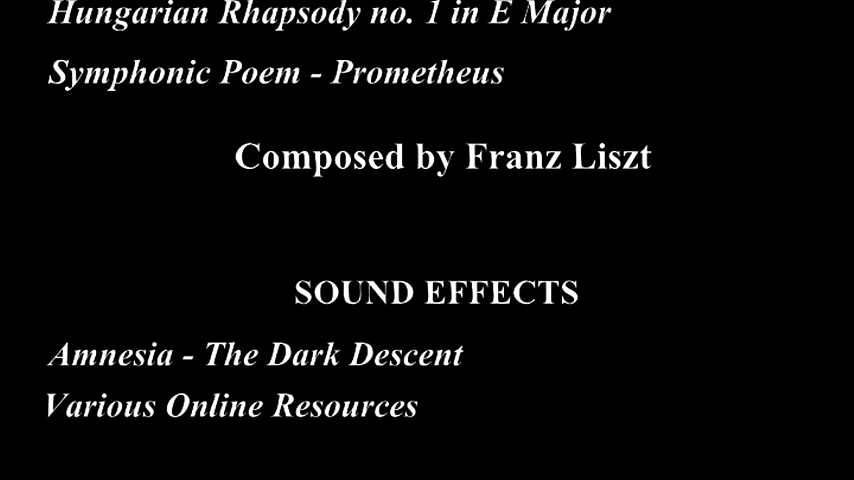 Hungarian Rhapsody no. 1 in E Major
Symphonic Poem - Prometheus
Composed by Franz Liszt
SOUND EFFECTS
Amnesia - The Dark Descent
Various Online Resources